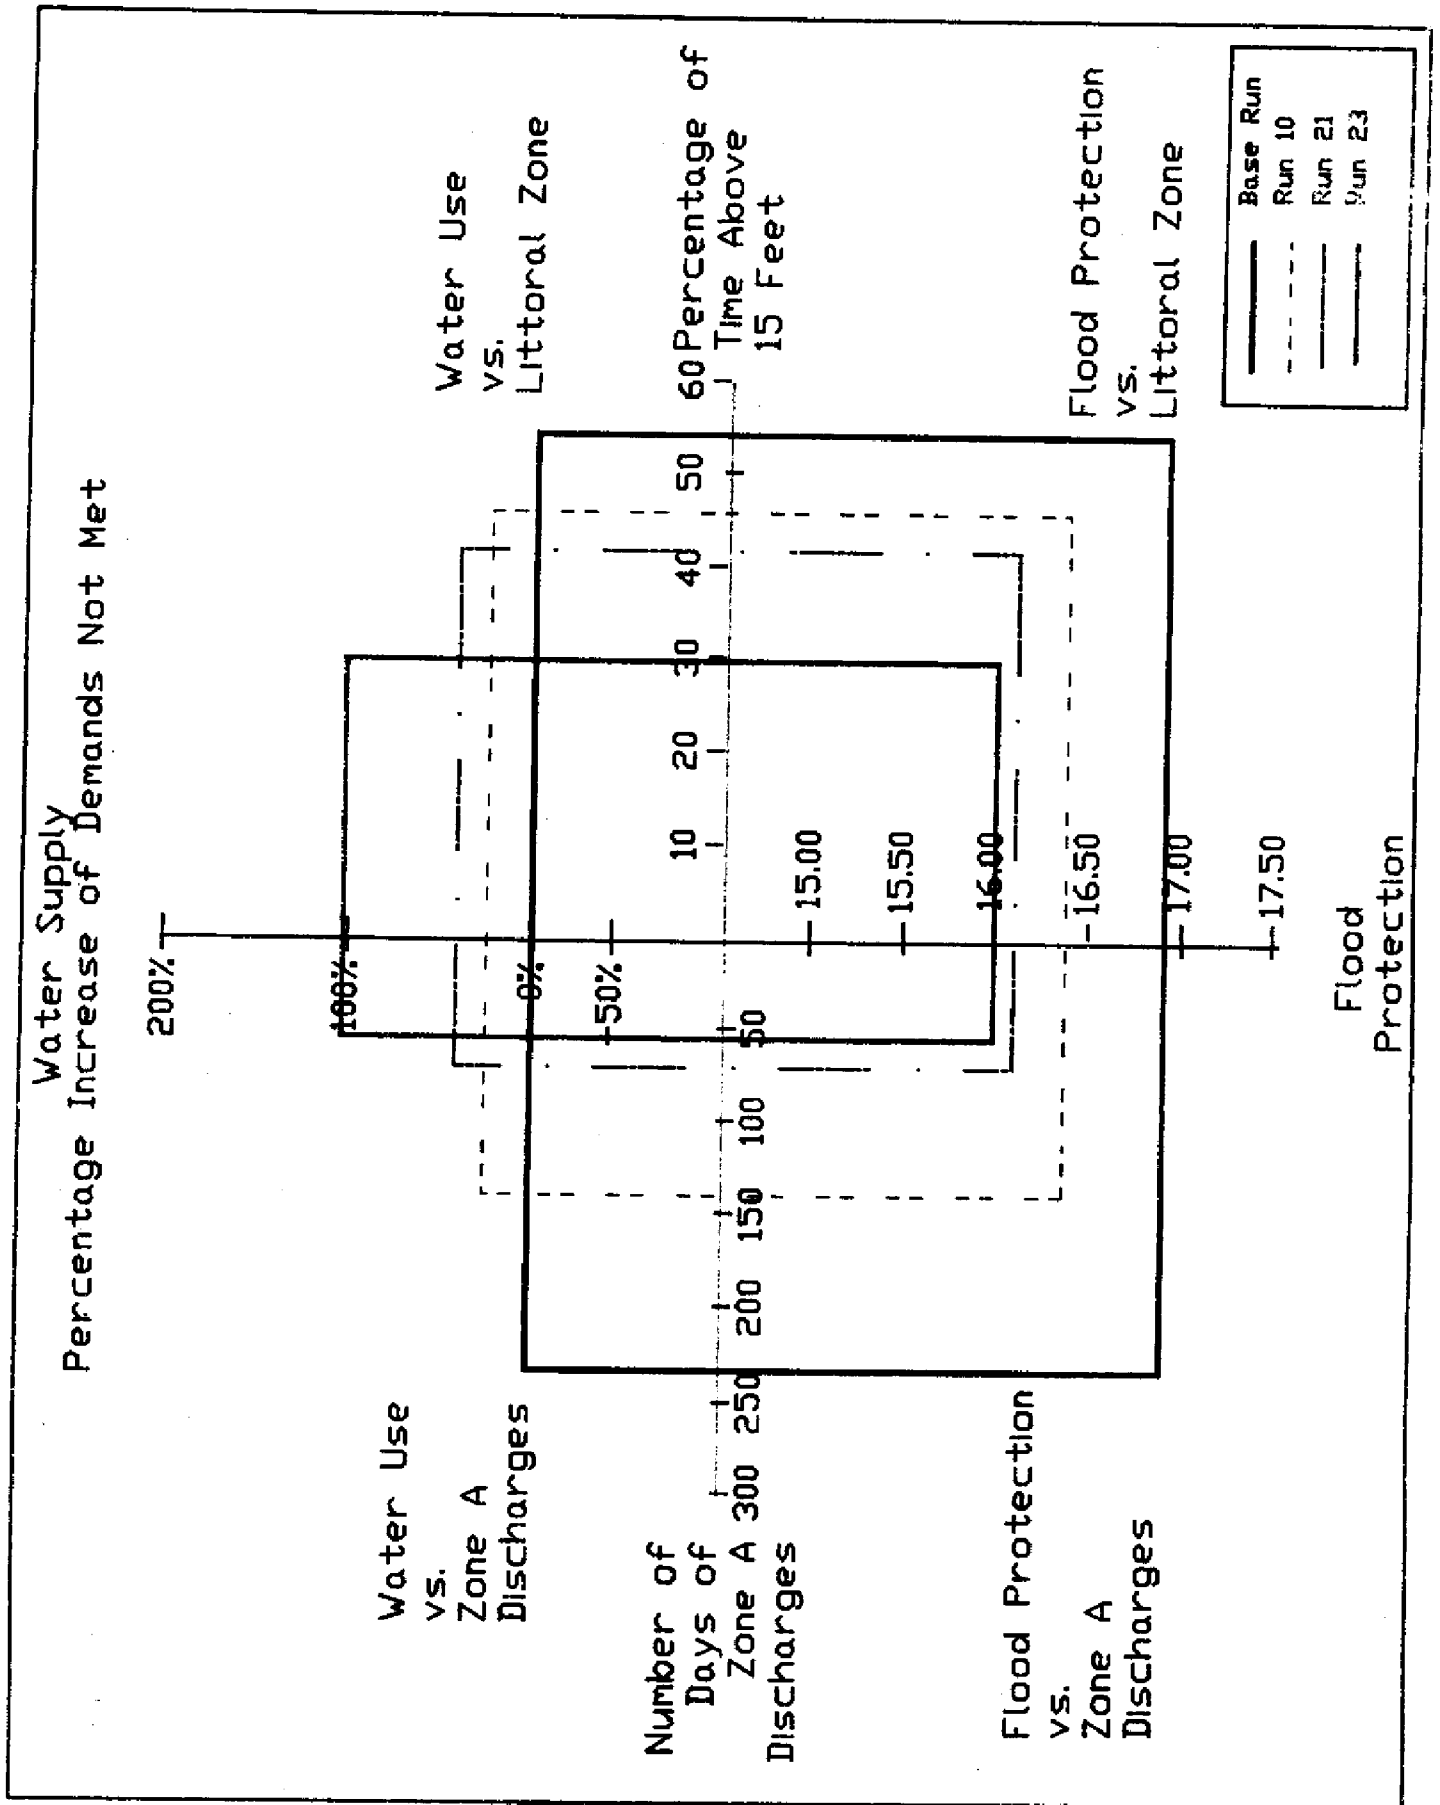 Water Supply
Percentage Increase of Demands Not Met
200%
100%
0%
50%
Water Use
vs.
Zone A
Discharges
Water Use
vs.
Littoral Zone
Number of
Days of
Zone A
Discharges
300
250
200
150
100
50
10
20
30
40
50
60
Percentage of
Time Above
15 Feet
15.00
15.50
16.00
16.50
17.00
17.50
Flood Protection
vs.
Zone A
Discharges
Flood Protection
vs.
Littoral Zone
Flood
Protection
Base Run
Run 10
Run 21
Run 23